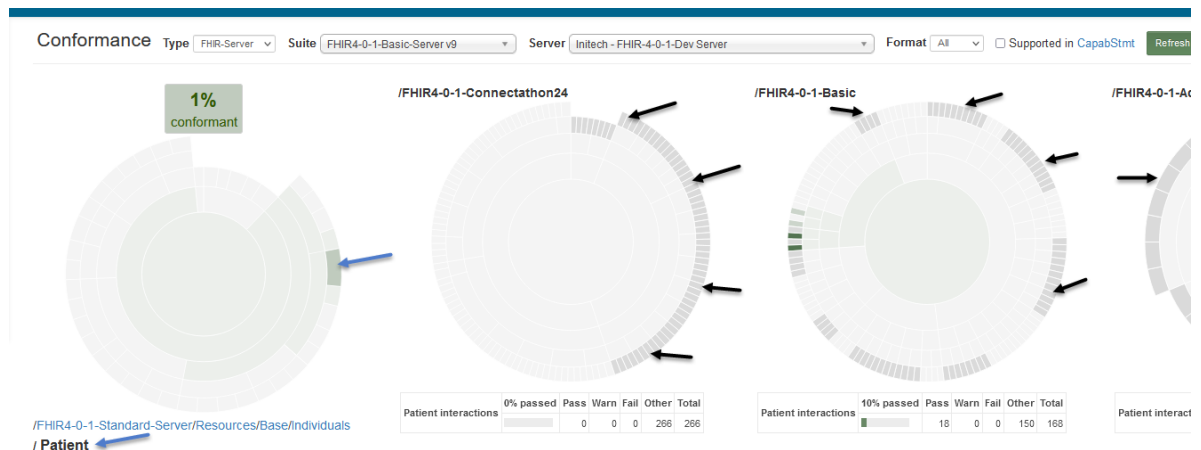 Conformance Type FHIR-Server Suite FHIR4-0-1-Basic-Server v9 Server Initech - FHIR-4-0-1-Dev Server Format All Supported in CapabStmt Refresh
1%
conformant
/FHIR4-0-1-Connectathon24
/FHIR4-0-1-Basic
/FHIR4-0-1-Ad
0% passed Pass Warn Fail Other Total
Patient interactions 0 0 0 266 266
10% passed Pass Warn Fail Other Total
Patient interactions 18 0 0 150 168
Patient interact
/FHIR4-0-1-Standard-Server/Resources/Base/Individuals
/ Patient